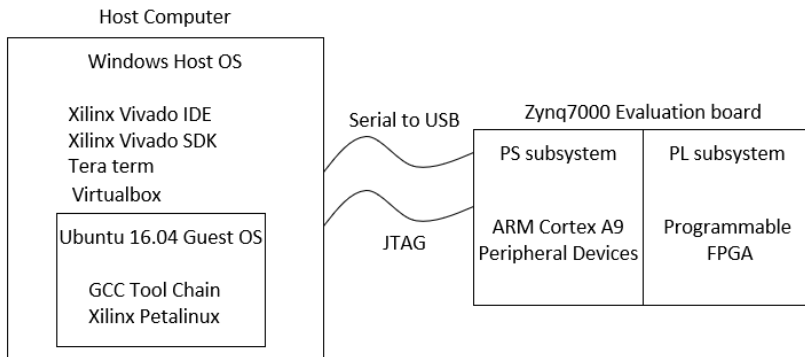 Host Computer
Windows Host OS
Xilinx Vivado IDE
Xilinx Vivado SDK
Tera term
Virtualbox
Ubuntu 16.04 Guest OS
GCC Tool Chain
Xilinx Petalinux
Serial to USB
JTAG
Zynq7000 Evaluation board
PS subsystem
ARM Cortex A9
Peripheral Devices
PL subsystem
Programmable
FPGA